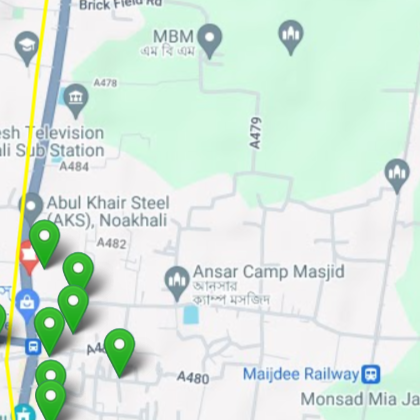 Brick Field Rd
MBM
এম বি এম
A478
A479
esh Television
ali Sub Station
A484
Abul Khair Steel
(AKS), Noakhali
A482
Ansar Camp Masjid
আনসার
ক্যাম্প মসজিদ
A480
Maijdee Railway
Monsad Mia Ja